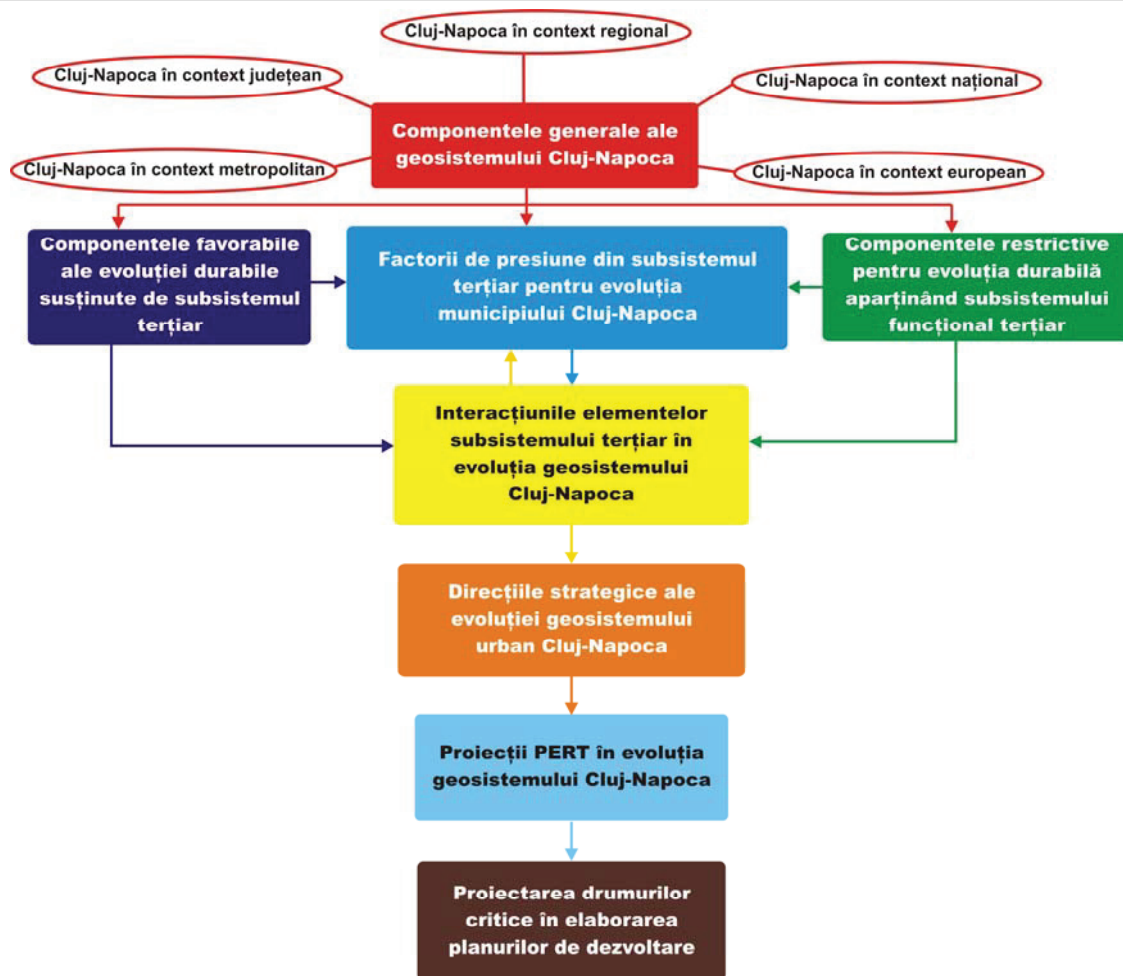 Cluj-Napoca în context regional
Cluj-Napoca în context județean
Cluj-Napoca în context național
Componentele generale ale
geosistemului Cluj-Napoca
Cluj-Napoca în context metropolitan
Cluj-Napoca în context european
Componentele favorabile
ale evoluției durabile
susținute de subsistemul
terțiar
Factorii de presiune din subsistemul
terțiar pentru evoluția
municipiului Cluj-Napoca
Componentele restrictive
pentru evoluția durabilă
aparținând subsistemului
funcțional terțiar
Interacțiunile elementelor
subsistemului terțiar în
evoluția geosistemului
Cluj-Napoca
Direcțiile strategice ale
evoluției geosistemului
urban Cluj-Napoca
Proiecții PERT în evoluția
geosistemului Cluj-Napoca
Proiectarea drumurilor
critice în elaborarea
planurilor de dezvoltare